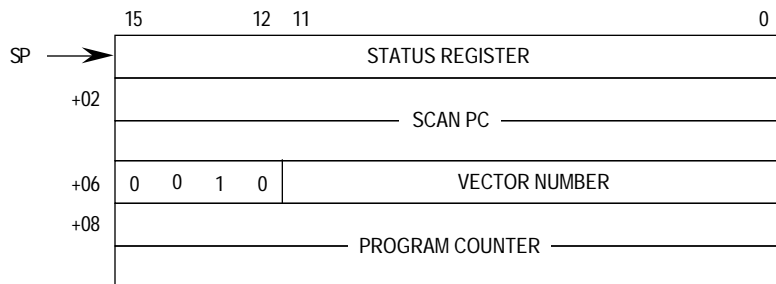 15 12 11 0
SP STATUS REGISTER
+02
SCAN PC
+06 0 0 1 0 VECTOR NUMBER
+08
PROGRAM COUNTER